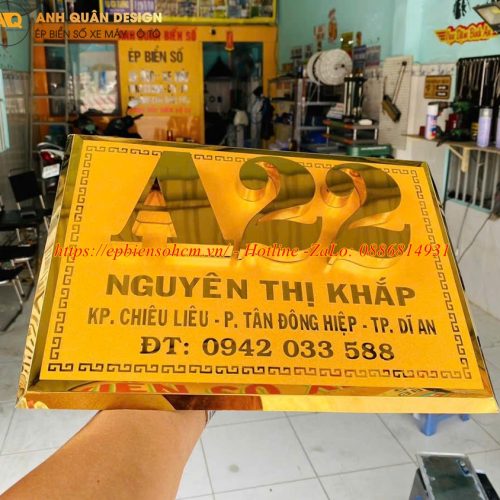 ANH QUÂN DESIGN
ÉP BIỂN SỐ XE MÁY, Ô TÔ
ÉP BIỂN SỐ
A22
https://epbiensohcm.vn/ - Hotline -ZaLo: 0886814931
NGUYÊN THỊ KHẮP
KP. CHIÊU LIÊU - P. TÂN ĐÔNG HIỆP - TP. DĨ AN
ĐT: 0942 033 588